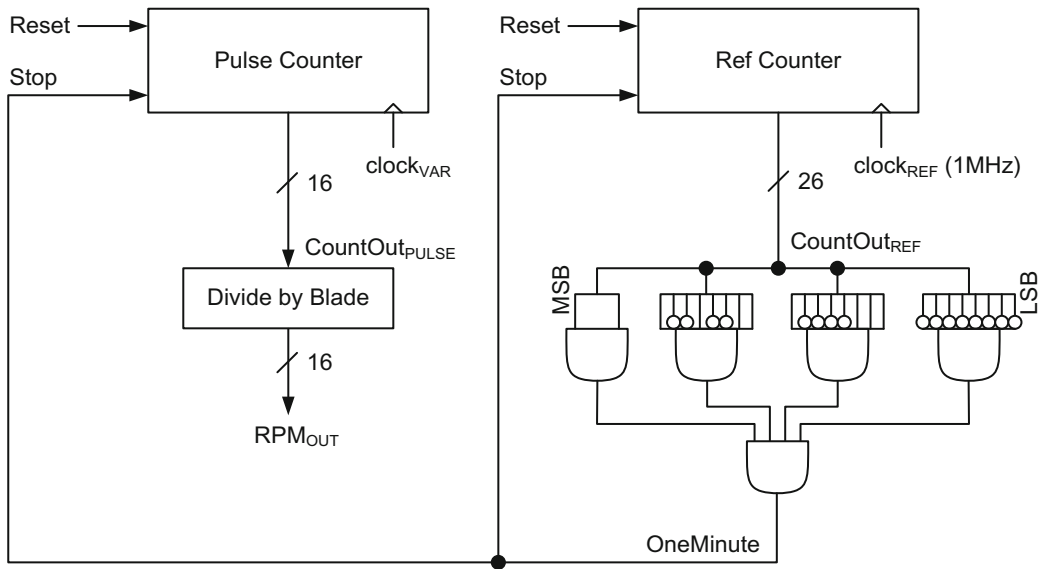 Reset
Pulse Counter
Stop
clockVAR
16
CountOutPULSE
Divide by Blade
16
RPMOUT
Reset
Ref Counter
Stop
clockREF (1MHz)
26
CountOutREF
MSB
LSB
OneMinute